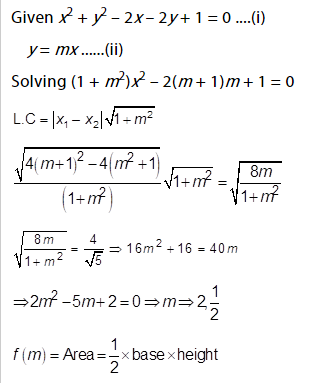 Given x² + y² – 2x – 2y + 1 = 0 ....(i)
y = mx ......(ii)
Solving (1 + m²)x² – 2(m + 1)m + 1 = 0
L.C = |x₁ – x₂|√(1+m²)
√(4(m+1)² – 4(m² +1)) / (1+m²) √(1+m²) = √(8m / (1+m²))
√(8m / (1+m²)) = 4/√5 ⇒ 16m² + 16 = 40m
⇒2m² –5m+2=0⇒m⇒2, 1/2
f(m) = Area = 1/2 × base × height